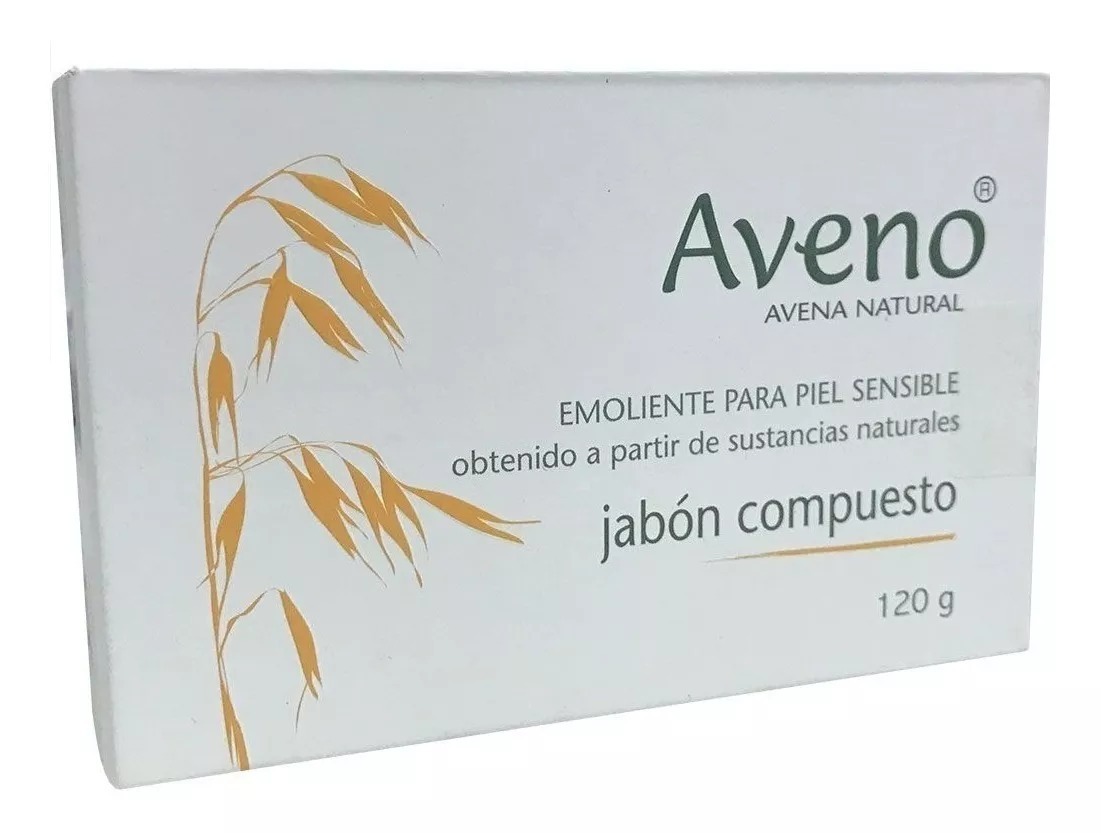 Aveno®
AVENA NATURAL
EMOLIENTE PARA PIEL SENSIBLE
obtenido a partir de sustancias naturales
jabón compuesto
120 g